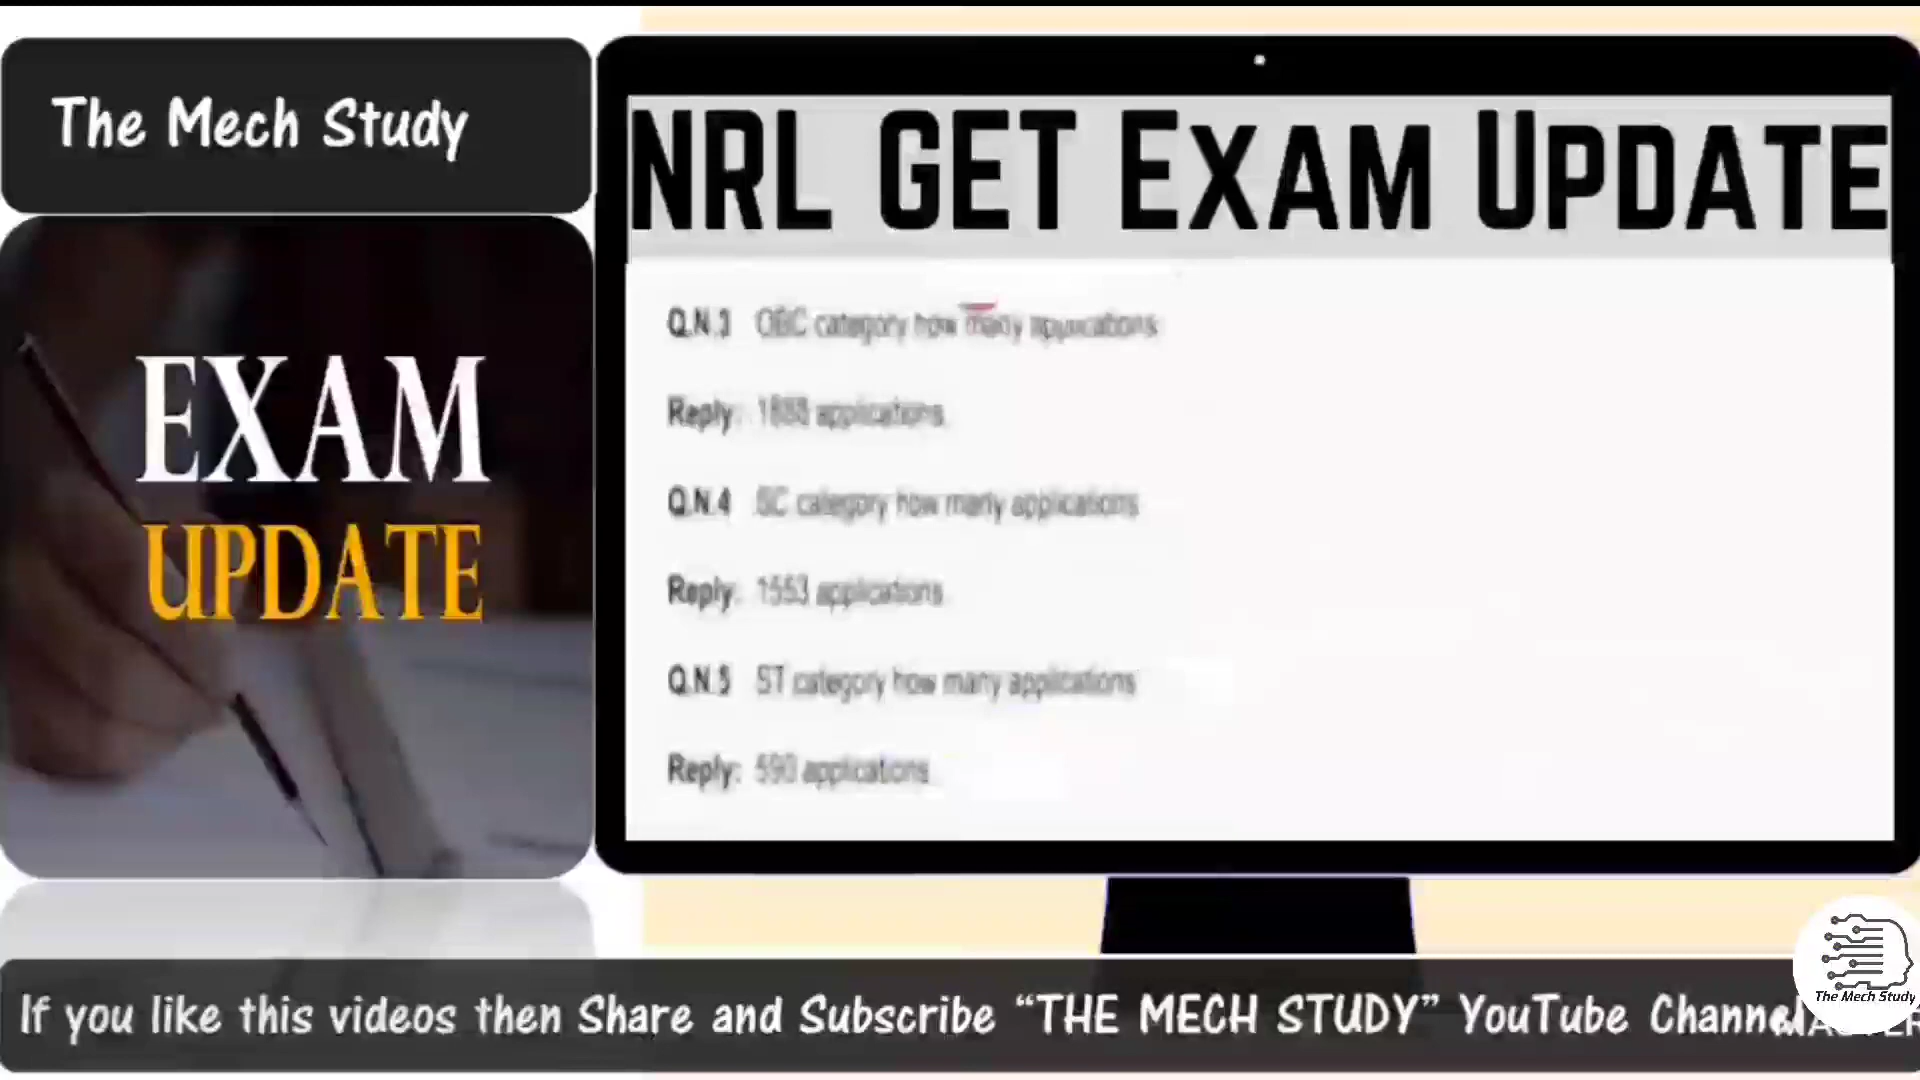 The Mech Study
EXAM
UPDATE
NRL GET EXAM UPDATE
Q.N.3 OBC category how many applications
Reply: applications.
Q.N.4 SC category how many applications
Reply: 1553 applications
Q.N.5 ST category how many applications
Reply: 590 applications.
If you like this videos then Share and Subscribe “THE MECH STUDY” YouTube Channel
The Mech Study